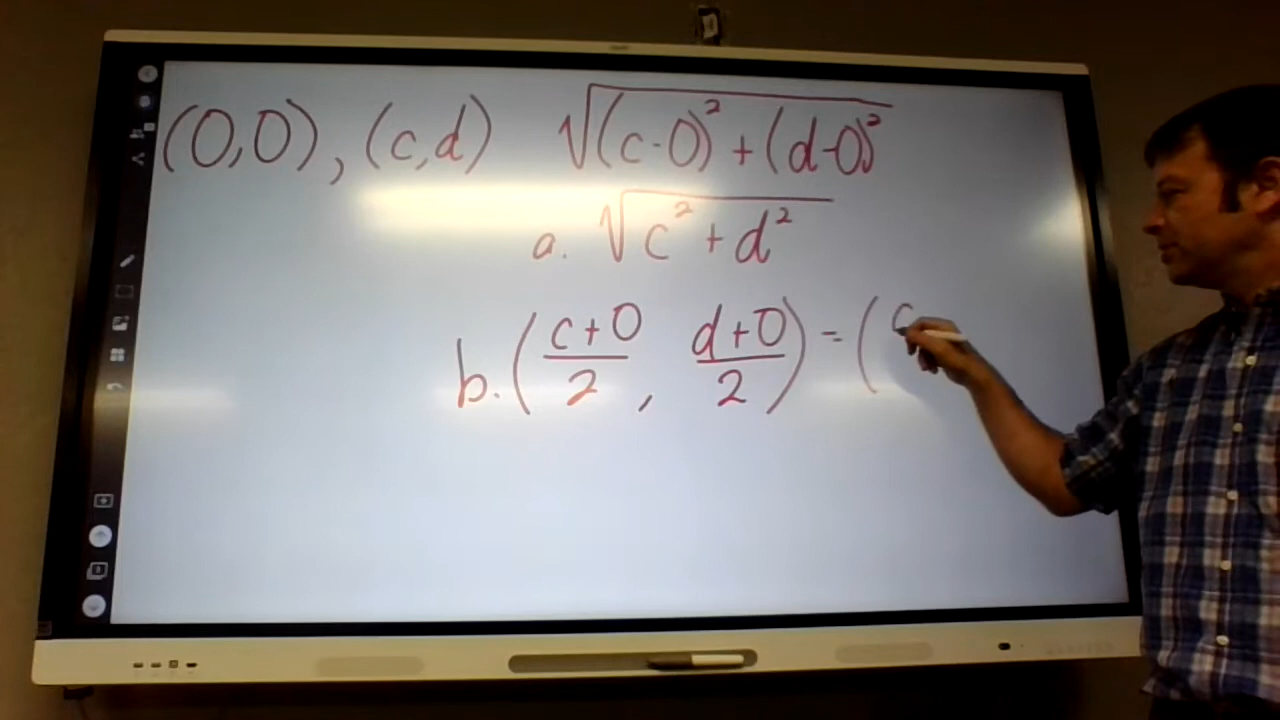 (0,0), (c,d) √((c-0)² + (d-0)²)
a. √(c² + d²)
b. ((c+0)/2, (d+0)/2) = (c